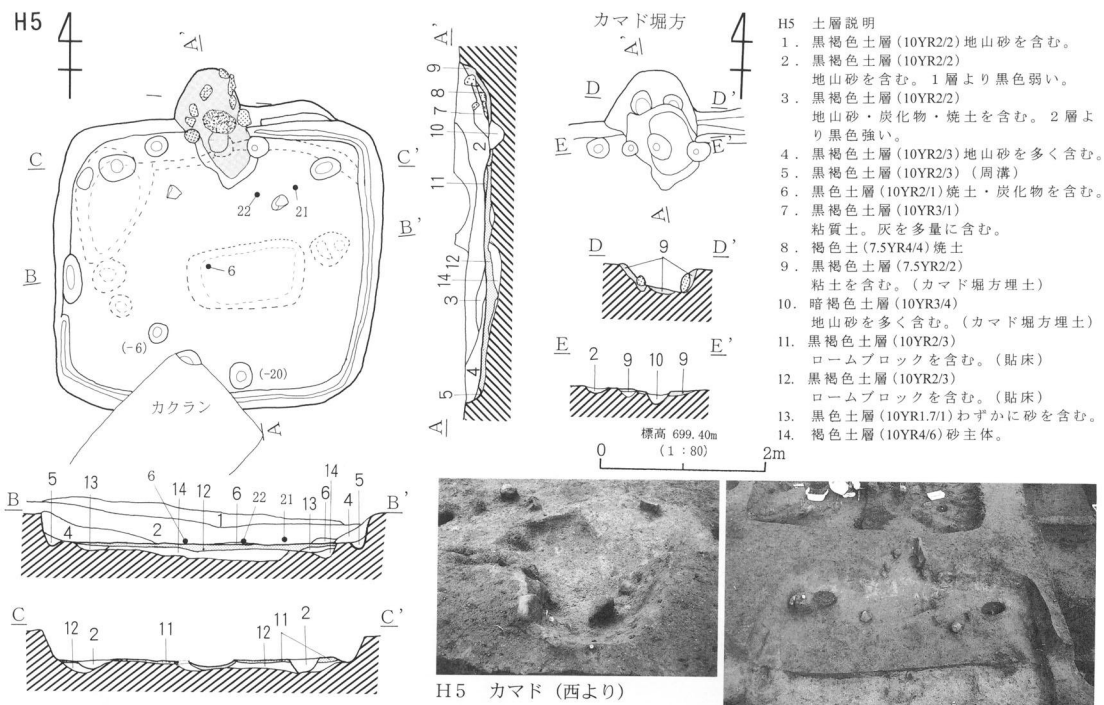 H5
A'
C
C'
B
B'
22
21
6
(-6)
(-20)
カクラン
A
A'
9
8
7
10
2
11
12
14
3
4
5
A
カマド堀方
A'
D
D'
E
E'
A
D
9
D'
E
2
9
10
9
E'
標高 699.40m
(1:80)
0
2m
H5 土層説明
1. 黒褐色土層(10YR2/2)地山砂を含む。
2. 黒褐色土層(10YR2/2)
地山砂を含む。1層より黒色弱い。
3. 黒褐色土層(10YR2/2)
地山砂・炭化物・焼土を含む。2層よ
り黒色強い。
4. 黒褐色土層(10YR2/3)地山砂を多く含む。
5. 黒褐色土層(10YR2/3)(周溝)
6. 黒色土層(10YR2/1)焼土・炭化物を含む。
7. 黒褐色土層(10YR3/1)
粘質土。灰を多量に含む。
8. 褐色土(7.5YR4/4)焼土
9. 黒褐色土層(7.5YR2/2)
粘土を含む。(カマド堀方埋土)
10. 暗褐色土層(10YR3/4)
地山砂を多く含む。(カマド堀方埋土)
11. 黒褐色土層(10YR2/3)
ロームブロックを含む。(貼床)
12. 黒褐色土層(10YR2/3)
ロームブロックを含む。(貼床)
13. 黒色土層(10YR1.7/1)わずかに砂を含む。
14. 褐色土層(10YR4/6)砂主体。
B
5
13
6
14
12
6
22
21
13
6
14
4
5
B'
1
2
4
C
12
2
11
12
11
2
C'
H5 カマド(西より)